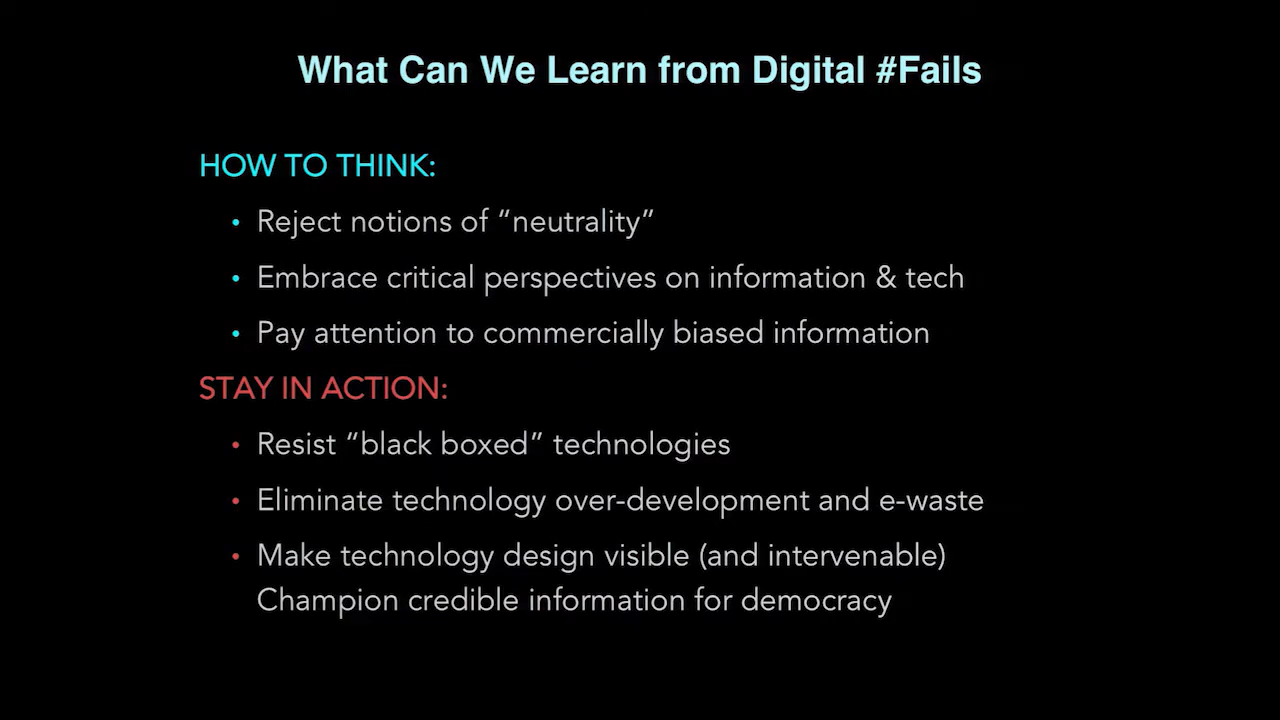 What Can We Learn from Digital #Fails
HOW TO THINK:
• Reject notions of “neutrality”
• Embrace critical perspectives on information & tech
• Pay attention to commercially biased information
STAY IN ACTION:
• Resist “black boxed” technologies
• Eliminate technology over-development and e-waste
• Make technology design visible (and intervenable)
Champion credible information for democracy